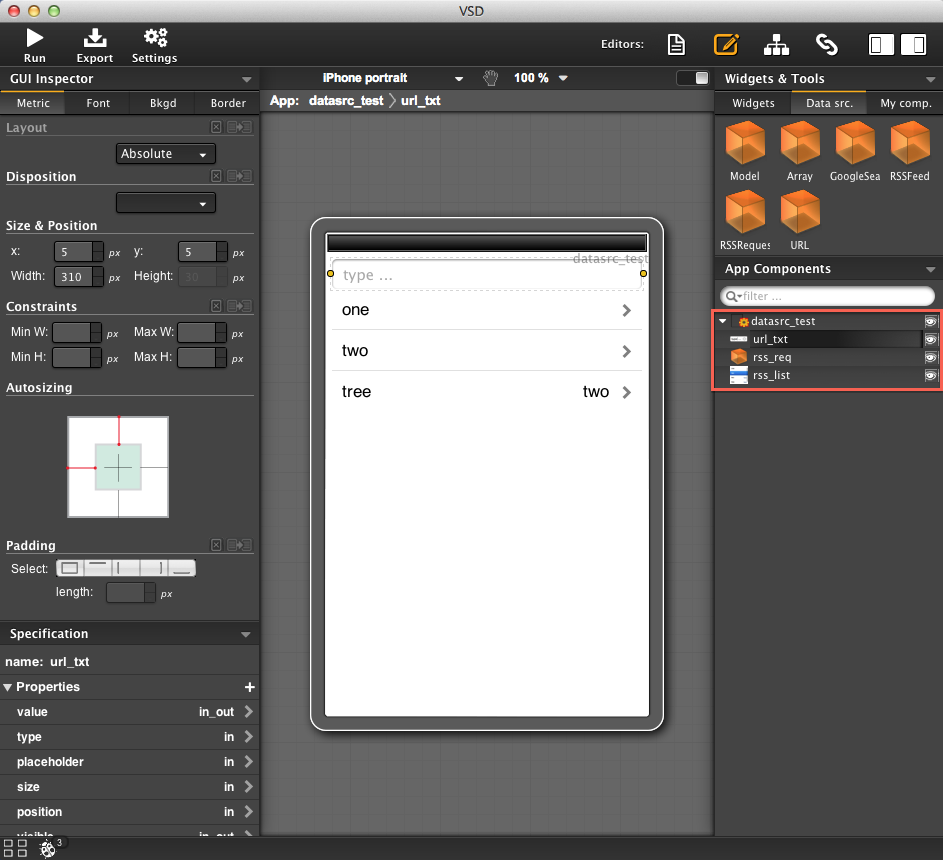 VSD
Run Export Settings Editors:
GUI Inspector
Metric Font Bkgd Border
Layout
Absolute
Disposition
Size & Position
x: 5 px y: 5 px
Width: 310 px Height: 30 px
Constraints
Min W: px Max W: px
Min H: px Max H: px
Autosizing
Padding
Select:
length: px
Specification
name: url_txt
Properties +
value in_out
type in
placeholder in
size in
position in
visible in_out
3
iPhone portrait 100 %
App: datasrc_test url_txt
datasrc_test
type ...
one
two
tree two
Widgets & Tools
Widgets Data src. My comp.
Model Array GoogleSea RSSFeed
RSSReques URL
App Components
filter ...
datasrc_test
url_txt
rss_req
rss_list